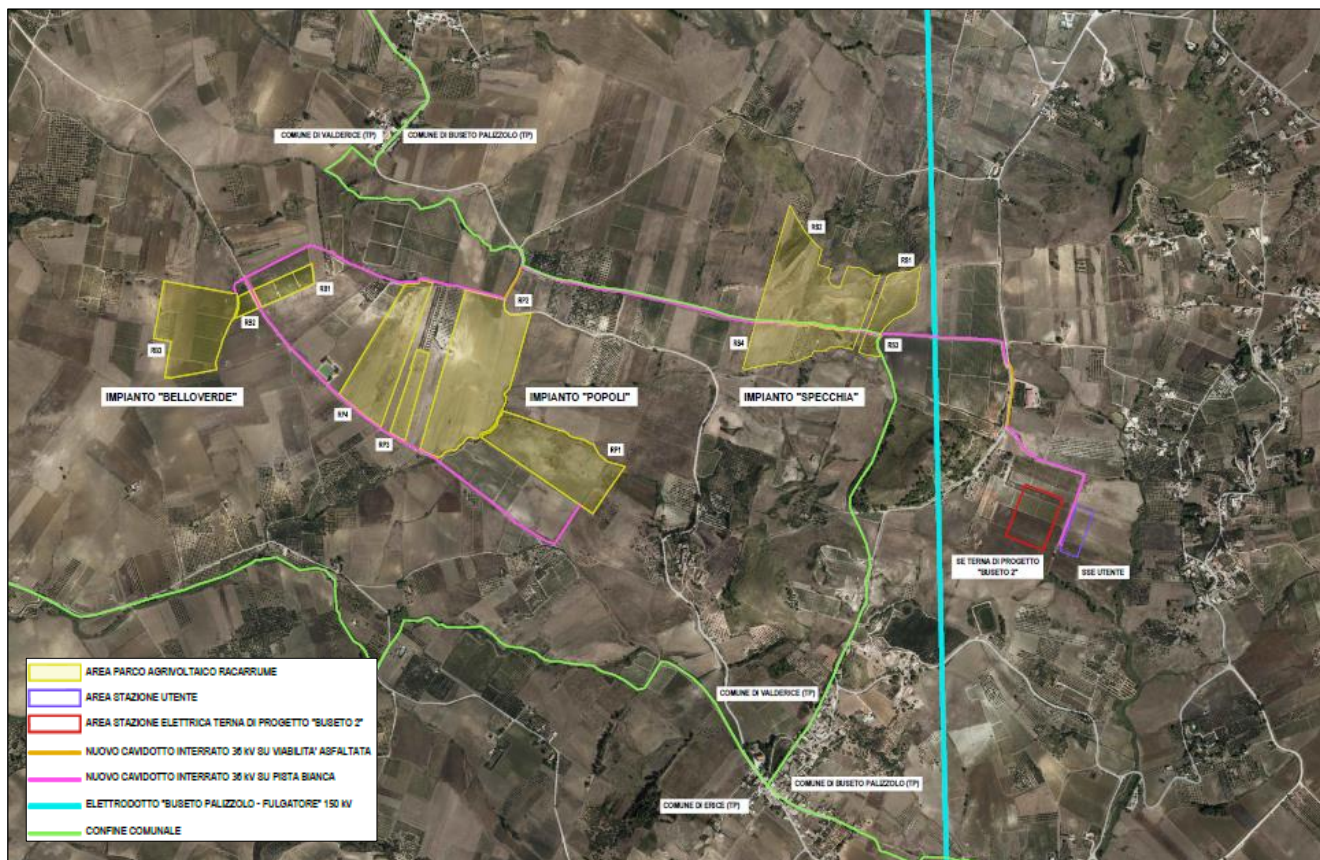 COMUNE DI VALDERICE (TP)
COMUNE DI BUSETO PALIZZOLO (TP)
RS2
RS1
RB1
RB2
RP2
RS3
RB3
RS4
IMPIANTO "BELLOVERDE"
IMPIANTO "POPOLI"
IMPIANTO "SPECCHIA"
RP4
RP3
RP1
SE TERNA DI PROGETTO
"BUSETO 2"
SSE UTENTE
AREA PARCO AGRIVOLTAICO RACARRUME
AREA STAZIONE UTENTE
AREA STAZIONE ELETTRICA TERNA DI PROGETTO "BUSETO 2"
NUOVO CAVIDOTTO INTERRATO 36 kV SU VIABILITA' ASFALTATA
NUOVO CAVIDOTTO INTERRATO 36 kV SU PISTA BIANCA
ELETTRODOTTO "BUSETO PALIZZOLO - FULGATORE" 150 kV
CONFINE COMUNALE
COMUNE DI VALDERICE (TP)
COMUNE DI BUSETO PALIZZOLO (TP)
COMUNE DI ERICE (TP)